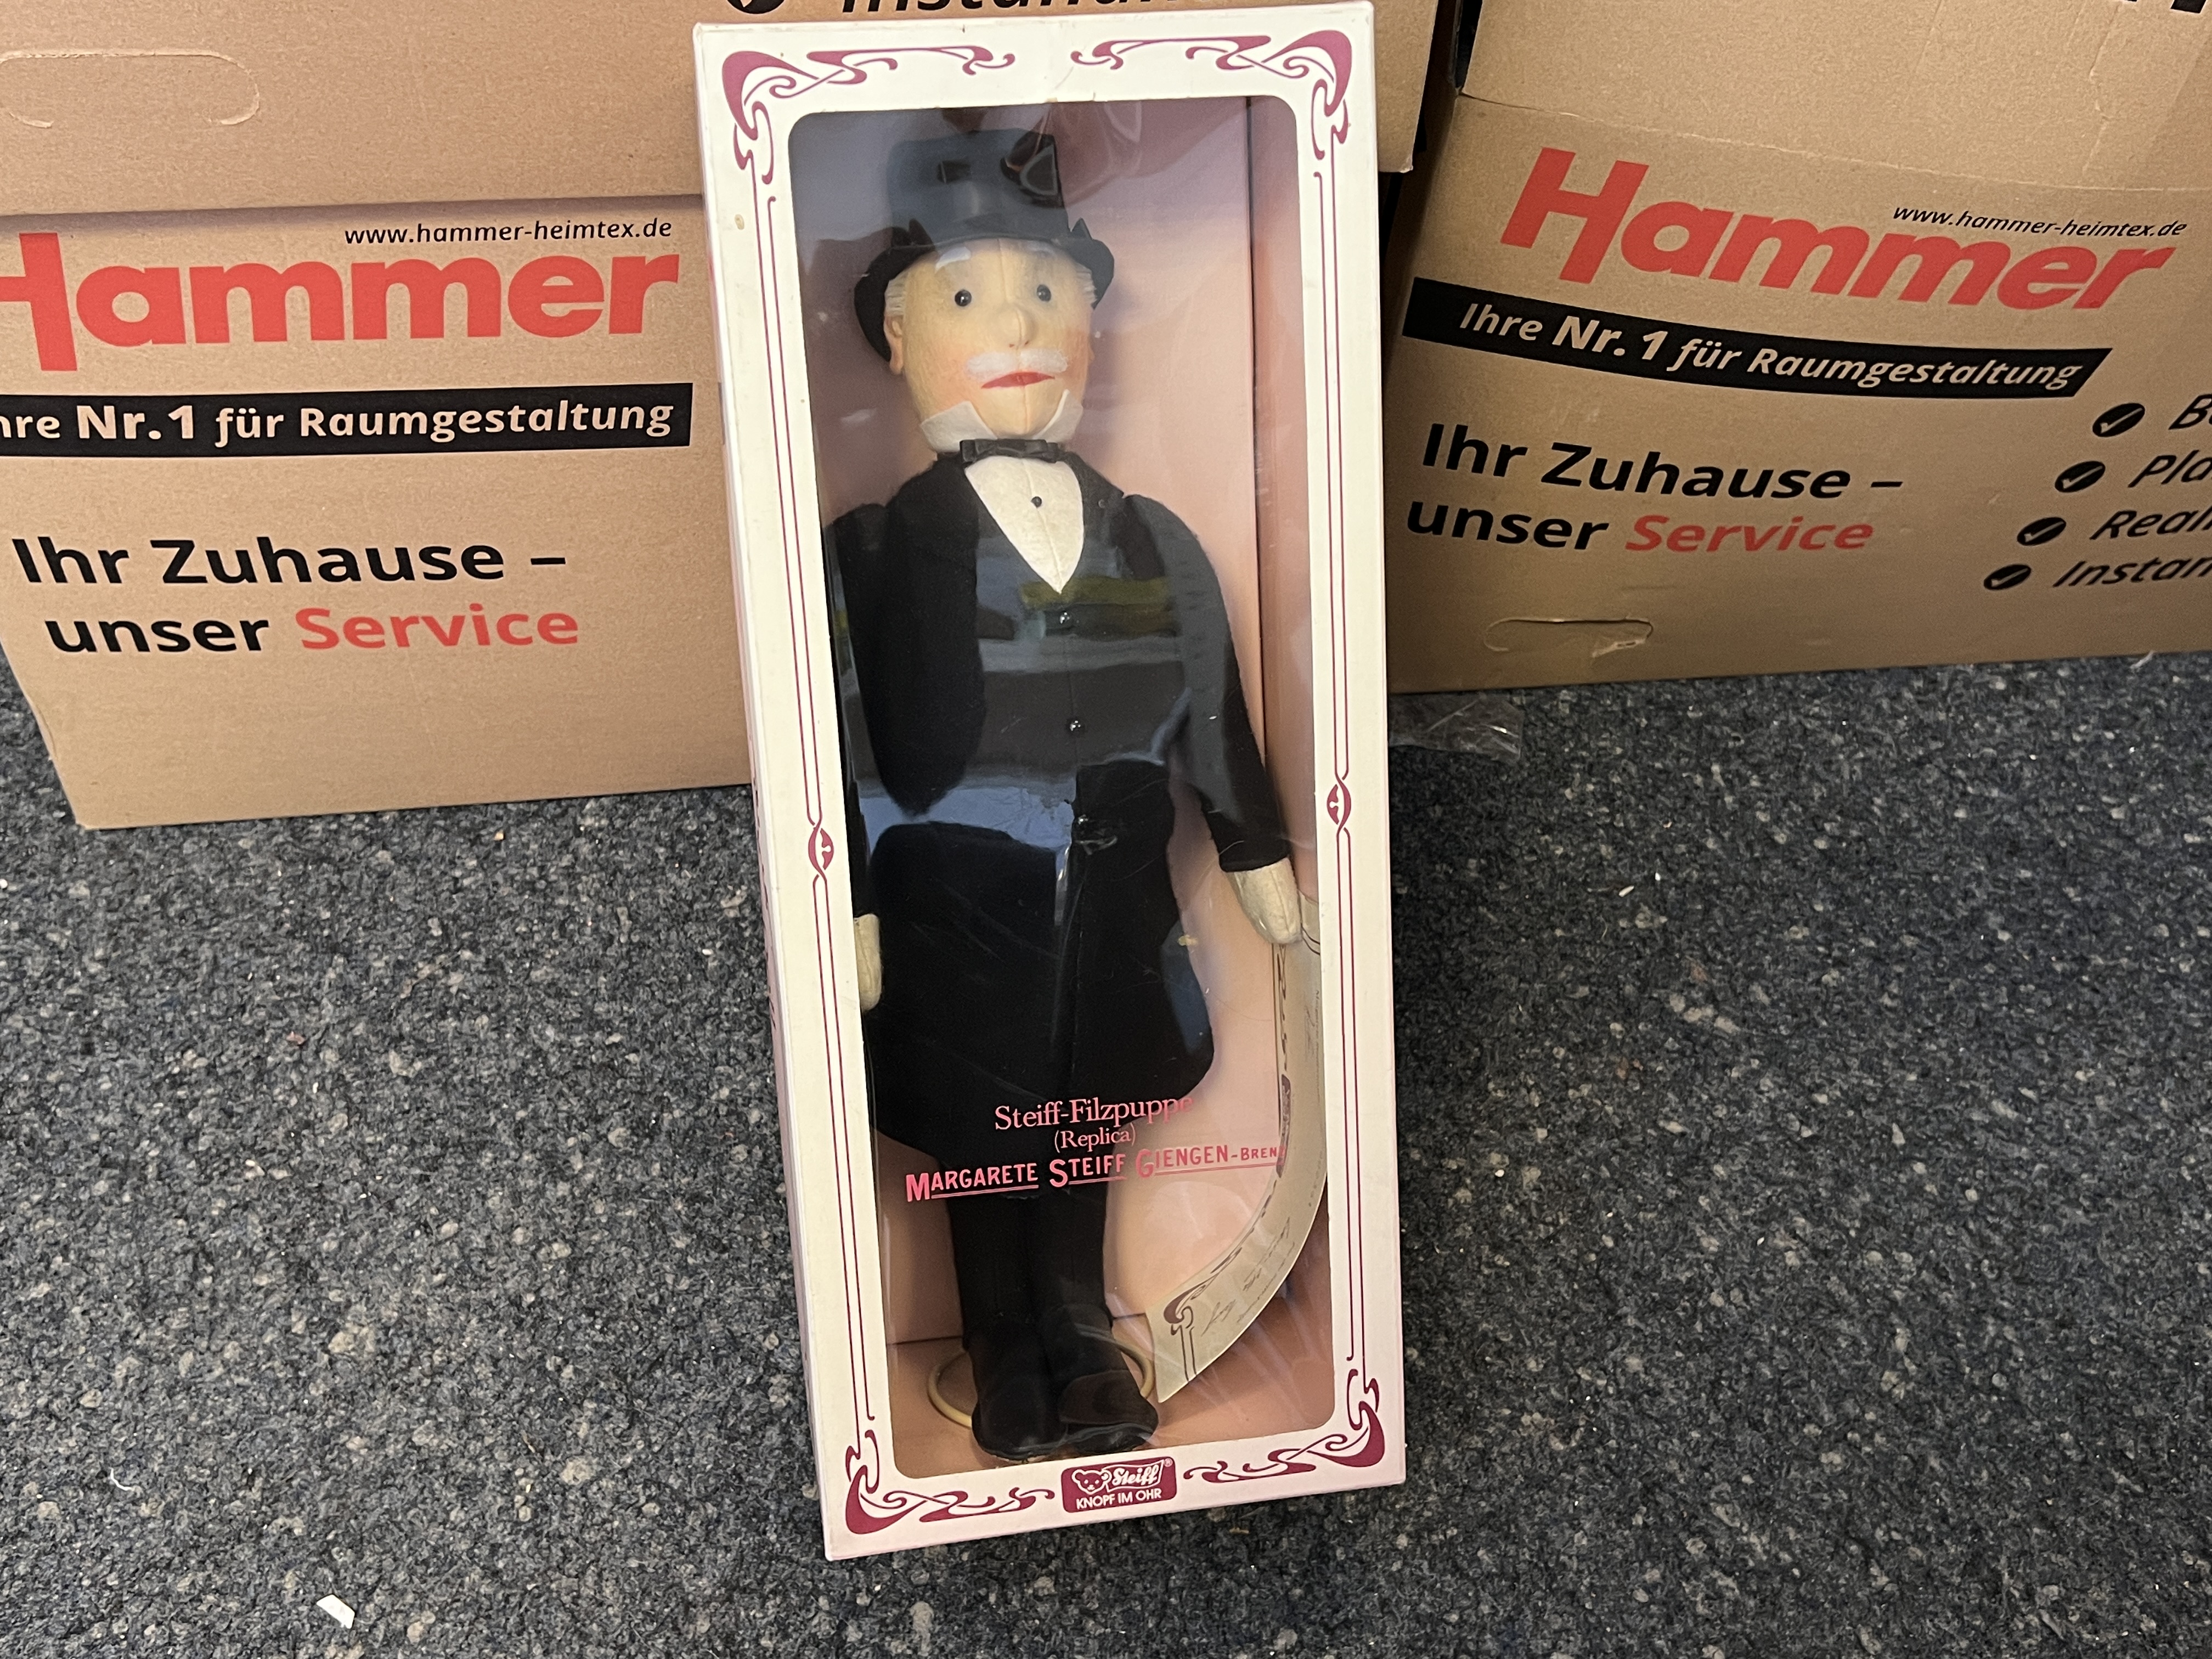 www.hammer-heimtex.de
Hammer
Ihre Nr. 1 für Raumgestaltung
Ihr Zuhause –
unser Service
Steiff-Filzpuppe
(Replica)
MARGARETE STEIFF GIENGEN-BREN
Steiff®
KNOPF IM OHR
www.hammer-heimtex.de
Hammer
Ihre Nr. 1 für Raumgestaltung
Ihr Zuhause –
unser Service